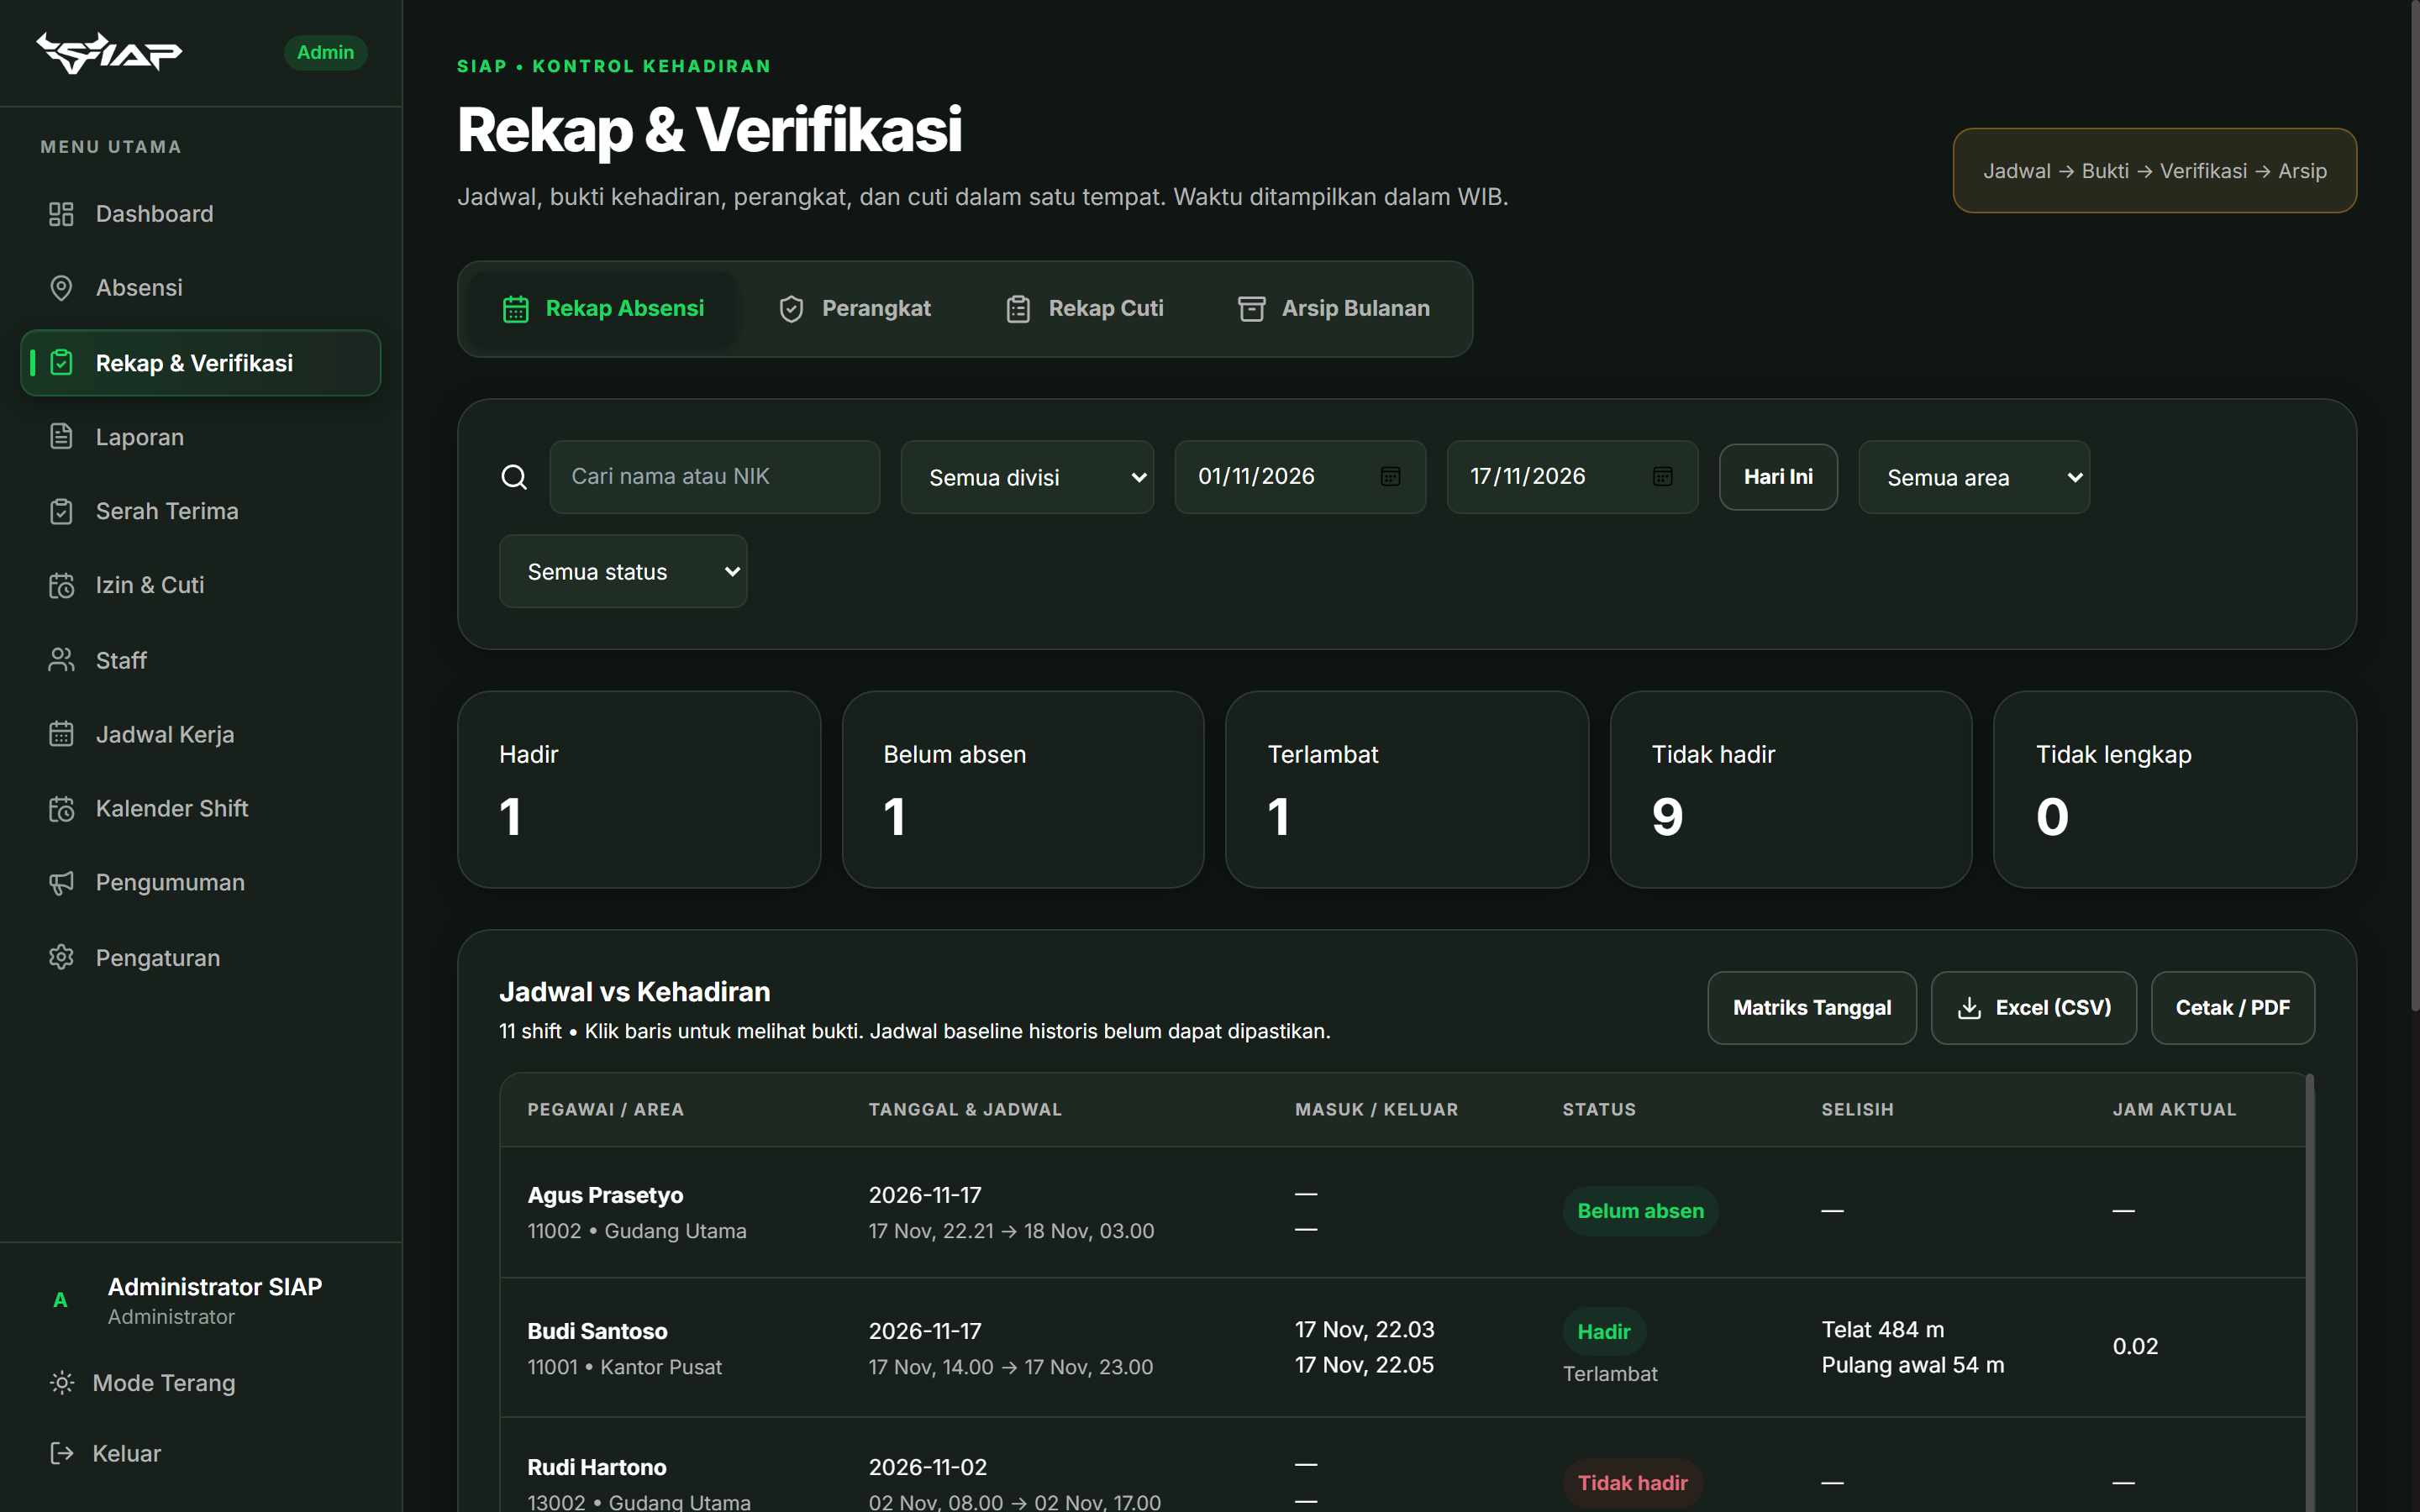 SIAP
Admin
MENU UTAMA
Dashboard
Absensi
Rekap & Verifikasi
Laporan
Serah Terima
Izin & Cuti
Staff
Jadwal Kerja
Kalender Shift
Pengumuman
Pengaturan
A
Administrator SIAP
Administrator
Mode Terang
Keluar
SIAP • KONTROL KEHADIRAN
Rekap & Verifikasi
Jadwal, bukti kehadiran, perangkat, dan cuti dalam satu tempat. Waktu ditampilkan dalam WIB.
Jadwal → Bukti → Verifikasi → Arsip
Rekap Absensi Perangkat Rekap Cuti Arsip Bulanan
Cari nama atau NIK Semua divisi 01/11/2026 17/11/2026 Hari Ini Semua area
Semua status
Hadir Belum absen Terlambat Tidak hadir Tidak lengkap
1 1 1 9 0
Jadwal vs Kehadiran
11 shift • Klik baris untuk melihat bukti. Jadwal baseline historis belum dapat dipastikan.
Matriks Tanggal Excel (CSV) Cetak / PDF
PEGAWAI / AREA TANGGAL & JADWAL MASUK / KELUAR STATUS SELISIH JAM AKTUAL
Agus Prasetyo 2026-11-17 — Belum absen — —
11002 • Gudang Utama 17 Nov, 22.21 → 18 Nov, 03.00 —
Budi Santoso 2026-11-17 17 Nov, 22.03 Hadir Telat 484 m 0.02
11001 • Kantor Pusat 17 Nov, 14.00 → 17 Nov, 23.00 17 Nov, 22.05 Terlambat Pulang awal 54 m
Rudi Hartono 2026-11-02 — Tidak hadir — —
13002 • Gudang Utama 02 Nov, 08.00 → 02 Nov, 17.00 —